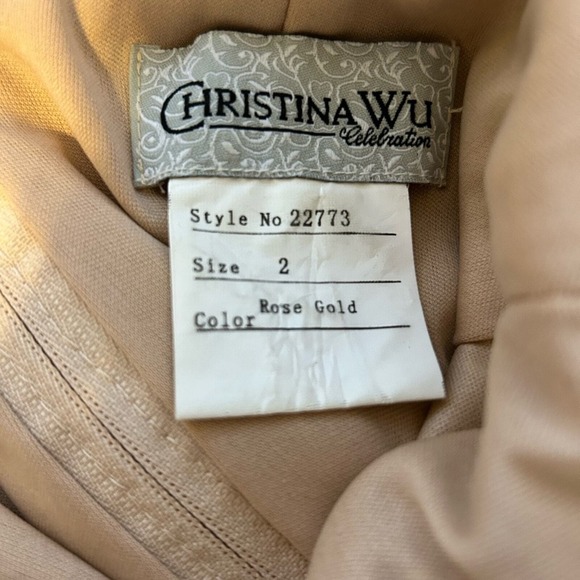 CHRISTINA WU
Celebration
Style No 22773
Size 2
Color Rose Gold